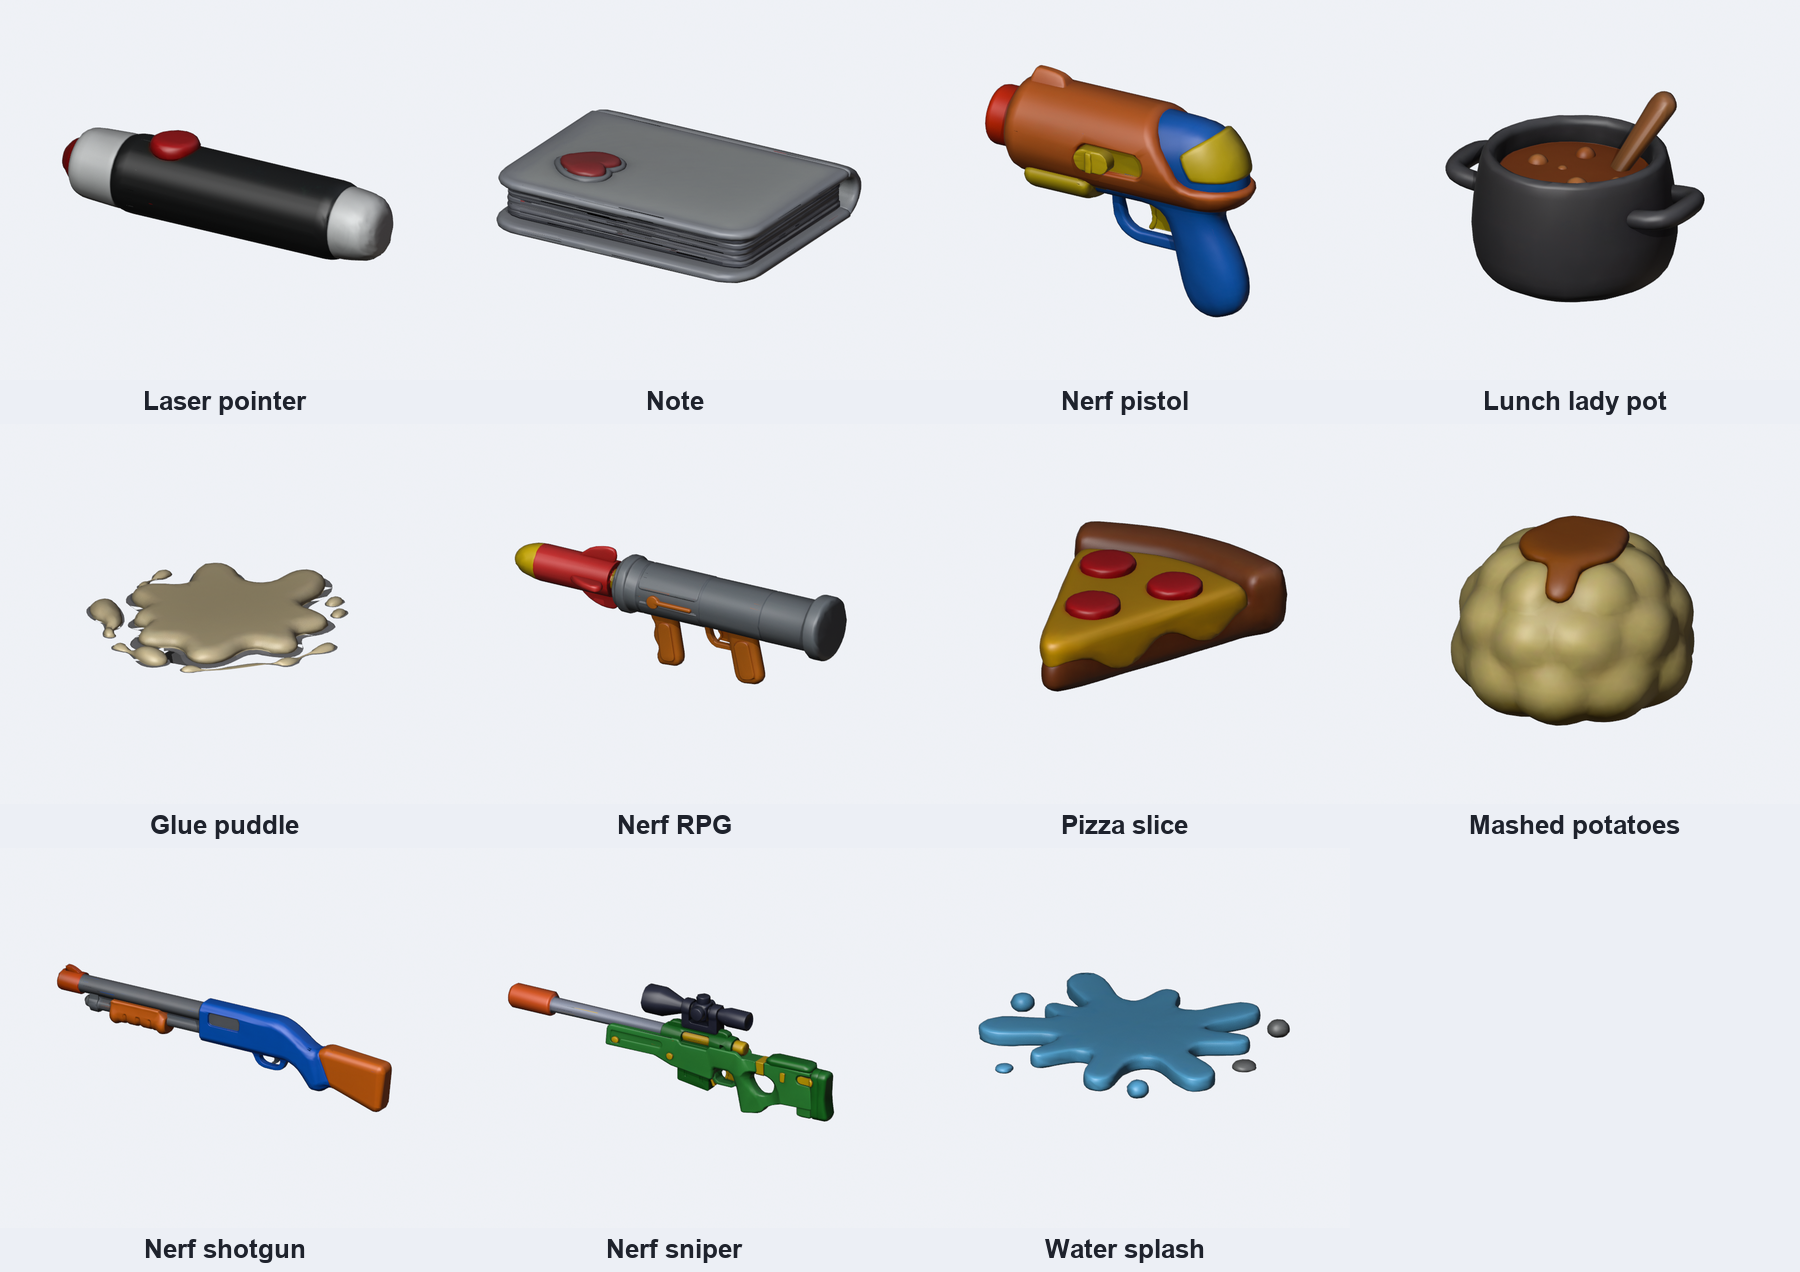 Laser pointer
Note
Nerf pistol
Lunch lady pot
Glue puddle
Nerf RPG
Pizza slice
Mashed potatoes
Nerf shotgun
Nerf sniper
Water splash